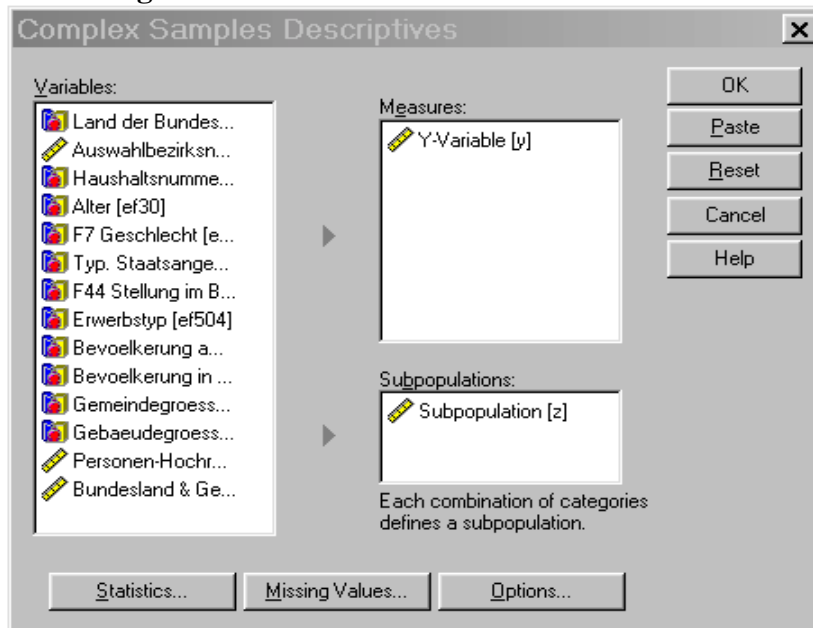 Complex Samples Descriptives
Variables:
Land der Bundes...
Auswahlbezirksn...
Haushaltsnumme...
Alter [ef30]
F7 Geschlecht [e...
Typ. Staatsange...
F44 Stellung im B...
Erwerbstyp [ef504]
Bevoelkerung a...
Bevoelkerung in ...
Gemeindegroess...
Gebaeudegroess...
Personen-Hochr...
Bundesland & Ge...
Measures:
Y-Variable [y]
Subpopulations:
Subpopulation [z]
Each combination of categories
defines a subpopulation.
OK
Paste
Reset
Cancel
Help
Statistics...
Missing Values...
Options...